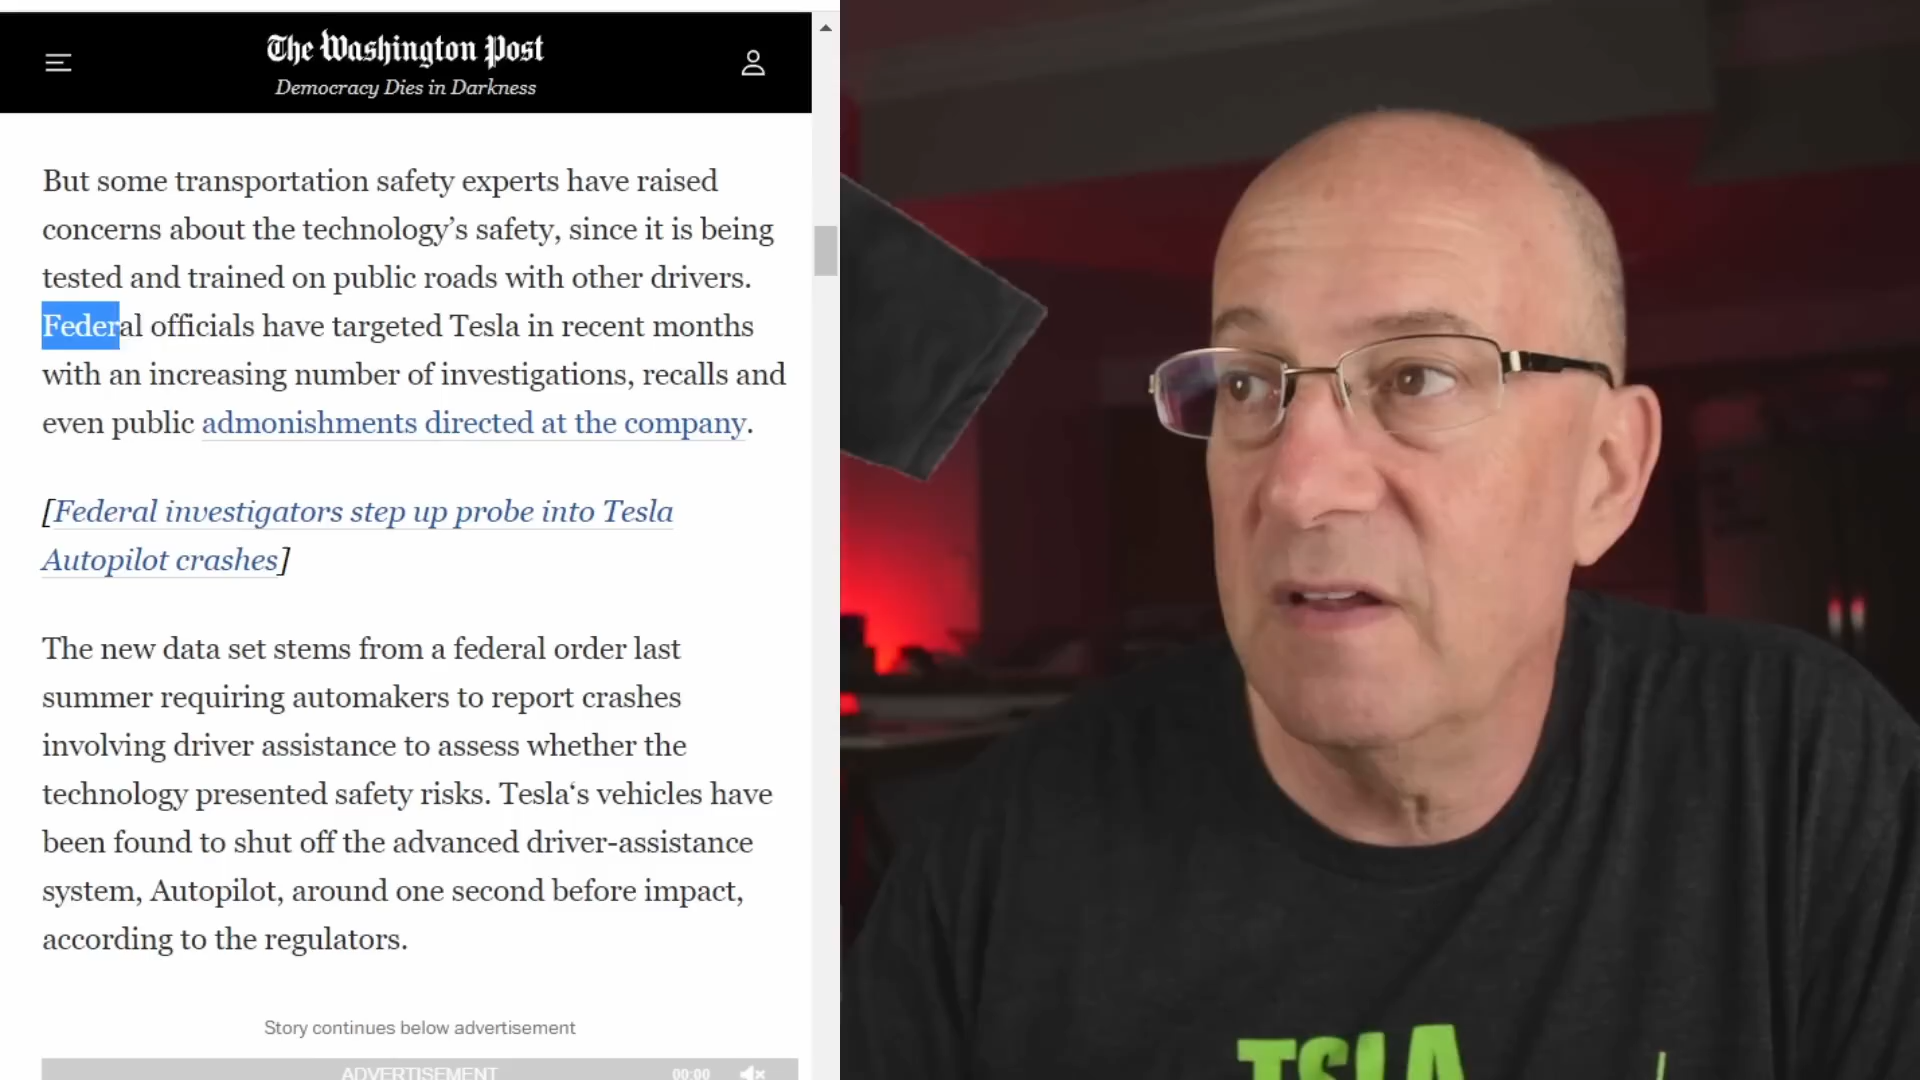 The Washington Post
Democracy Dies in Darkness
But some transportation safety experts have raised
concerns about the technology’s safety, since it is being
tested and trained on public roads with other drivers.
Federal officials have targeted Tesla in recent months
with an increasing number of investigations, recalls and
even public admonishments directed at the company.
[Federal investigators step up probe into Tesla
Autopilot crashes]
The new data set stems from a federal order last
summer requiring automakers to report crashes
involving driver assistance to assess whether the
technology presented safety risks. Tesla‘s vehicles have
been found to shut off the advanced driver-assistance
system, Autopilot, around one second before impact,
according to the regulators.
Story continues below advertisement
ADVERTISEMENT 00:00
TSLA